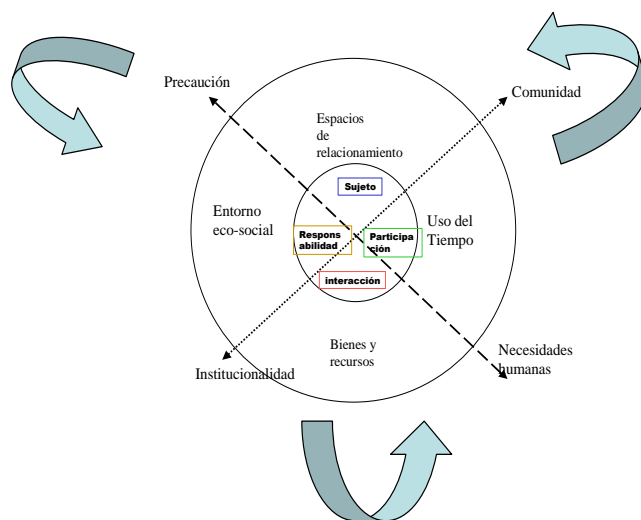 Precaución
Comunidad
Espacios
de
relacionamiento
Sujeto
Entorno
eco-social
Respons
abilidad
Participa
ción
Uso del
Tiempo
interacción
Bienes y
recursos
Institucionalidad
Necesidades
humanas